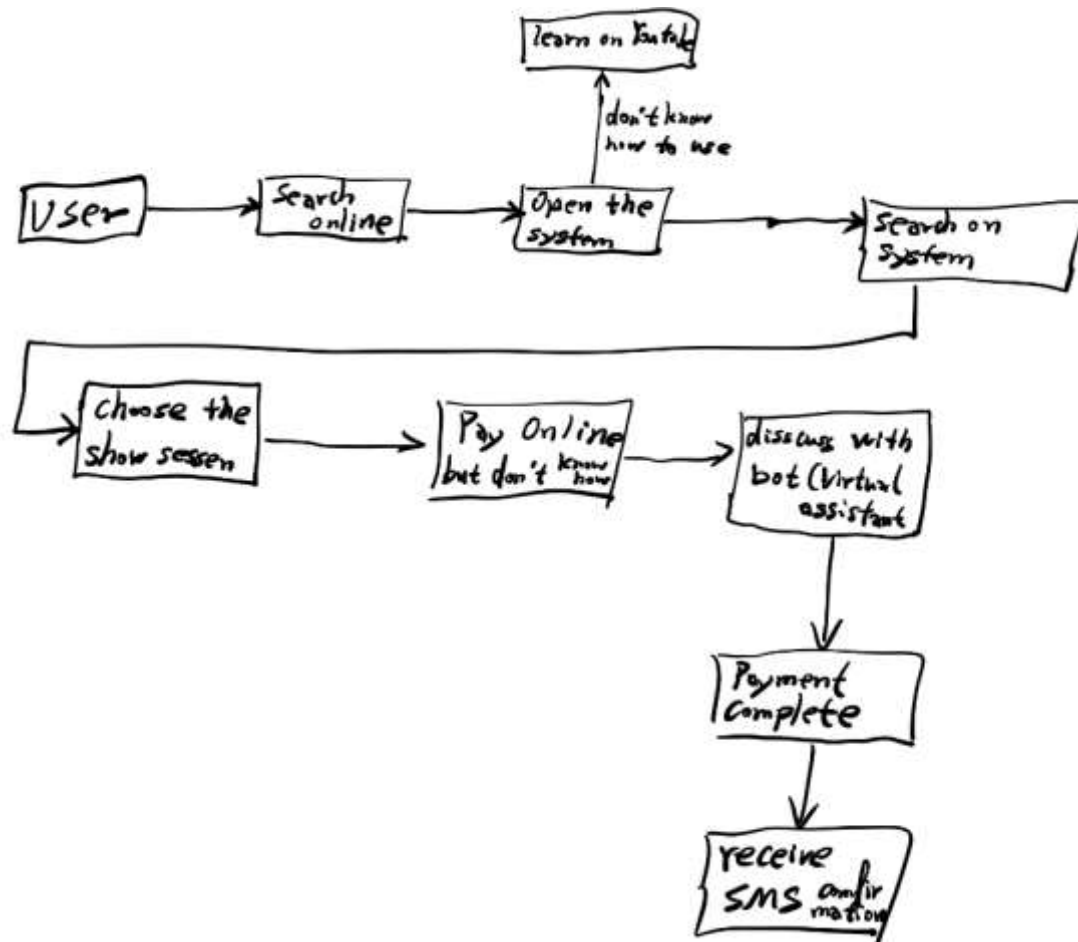 learn on Youtube
don't know
how to use
User
Search
online
Open the
system
Search on
system
Choose the
show sessen
Pay Online
but don't know
how
disscuss with
bot (Virtual
assistant
Payment
Complete
receive
SMS confir
mation